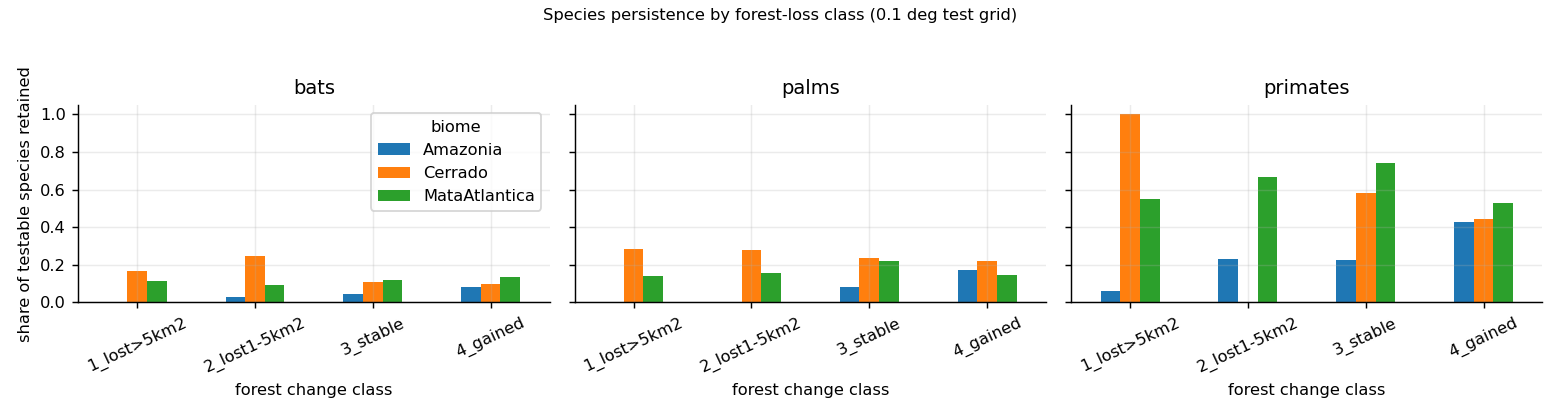 Species persistence by forest-loss class (0.1 deg test grid)
bats
palms
primates
share of testable species retained
1.0
0.8
0.6
0.4
0.2
0.0
biome
Amazonia
Cerrado
MataAtlantica
1_lost>5km2
2_lost1-5km2
3_stable
4_gained
1_lost>5km2
2_lost1-5km2
3_stable
4_gained
1_lost>5km2
2_lost1-5km2
3_stable
4_gained
forest change class
forest change class
forest change class